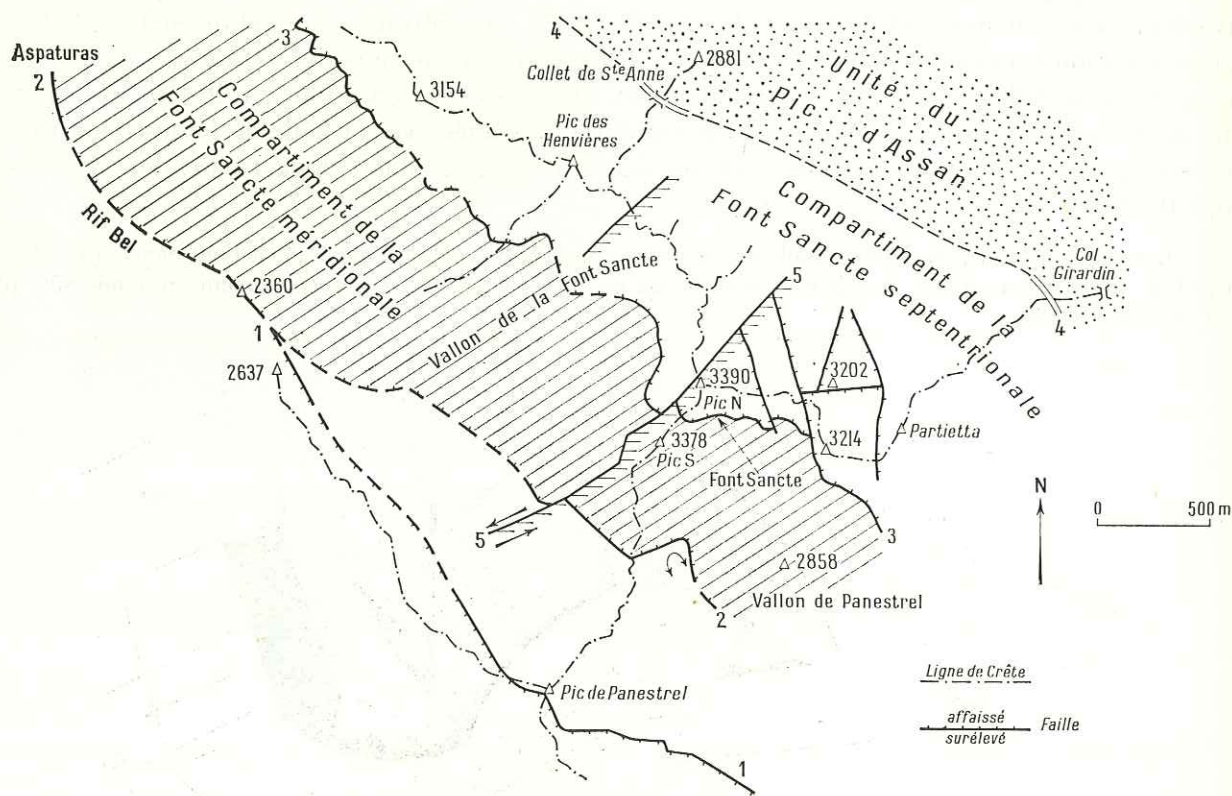 4
3
2881
Unité du
Aspaturas
Collet de Sᵗᵉ Anne
2
Pic d'Assan
3154
Compartiment de la
Font Sancte méridionale
Pic des
Henvières
Compartiment de la
Font Sancte septentrionale
Rif Bel
Col
Girardin
Vallon de la Font Sancte
5
2360
4
1
2637
3390
3202
Pic N
Partietta
3378
3214
Pic S
Font Sancte
N
0 500 m
5
3
2858
Vallon de Panestrel
2
Ligne de Crête
Pic de Panestrel
affaissé
surélevé
Faille
1